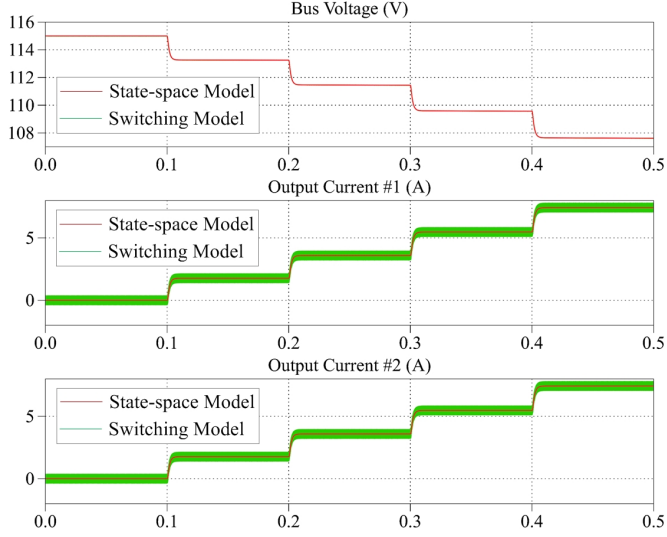 Bus Voltage (V)
116
114
112
110
108
State-space Model
Switching Model
0.0 0.1 0.2 0.3 0.4 0.5
Output Current #1 (A)
5
0
State-space Model
Switching Model
0.0 0.1 0.2 0.3 0.4 0.5
Output Current #2 (A)
5
0
State-space Model
Switching Model
0.0 0.1 0.2 0.3 0.4 0.5